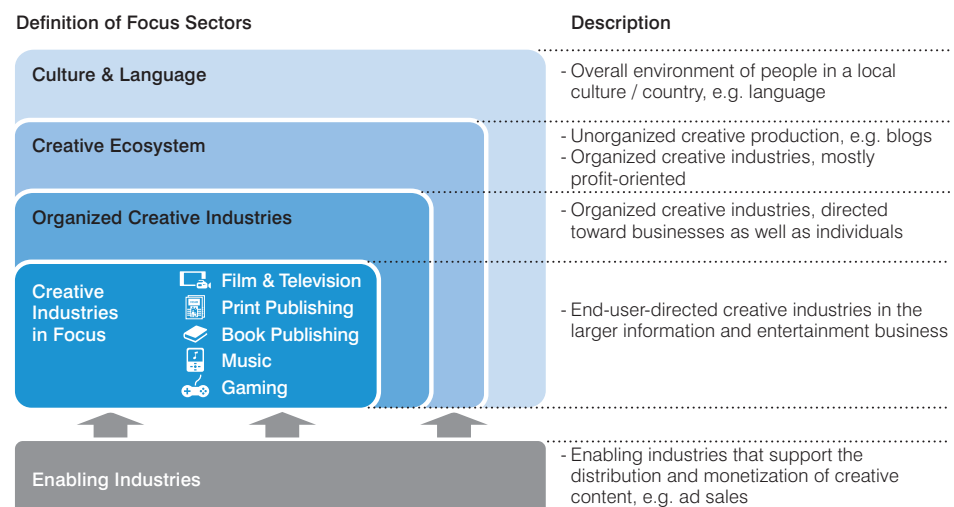 Definition of Focus Sectors
Description
Culture & Language
- Overall environment of people in a local
culture / country, e.g. language
Creative Ecosystem
- Unorganized creative production, e.g. blogs
- Organized creative industries, mostly
profit-oriented
Organized Creative Industries
- Organized creative industries, directed
toward businesses as well as individuals
Creative
Industries
in Focus
Film & Television
Print Publishing
Book Publishing
Music
Gaming
- End-user-directed creative industries in the
larger information and entertainment business
Enabling Industries
- Enabling industries that support the
distribution and monetization of creative
content, e.g. ad sales